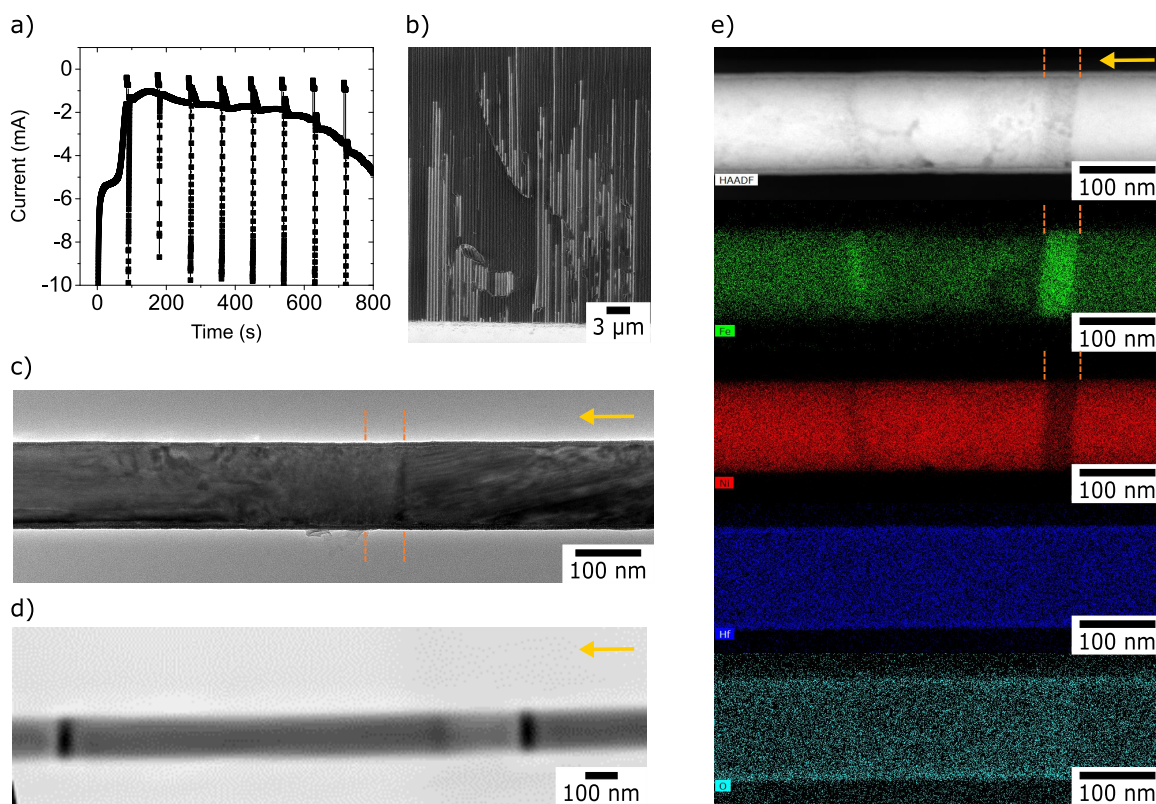 a)
Current (mA)
0
-2
-4
-6
-8
-10
0
200
400
600
800
Time (s)
b)
3 µm
c)
100 nm
d)
100 nm
e)
HAADF
100 nm
Fe
100 nm
Ni
100 nm
Hf
100 nm
O
100 nm